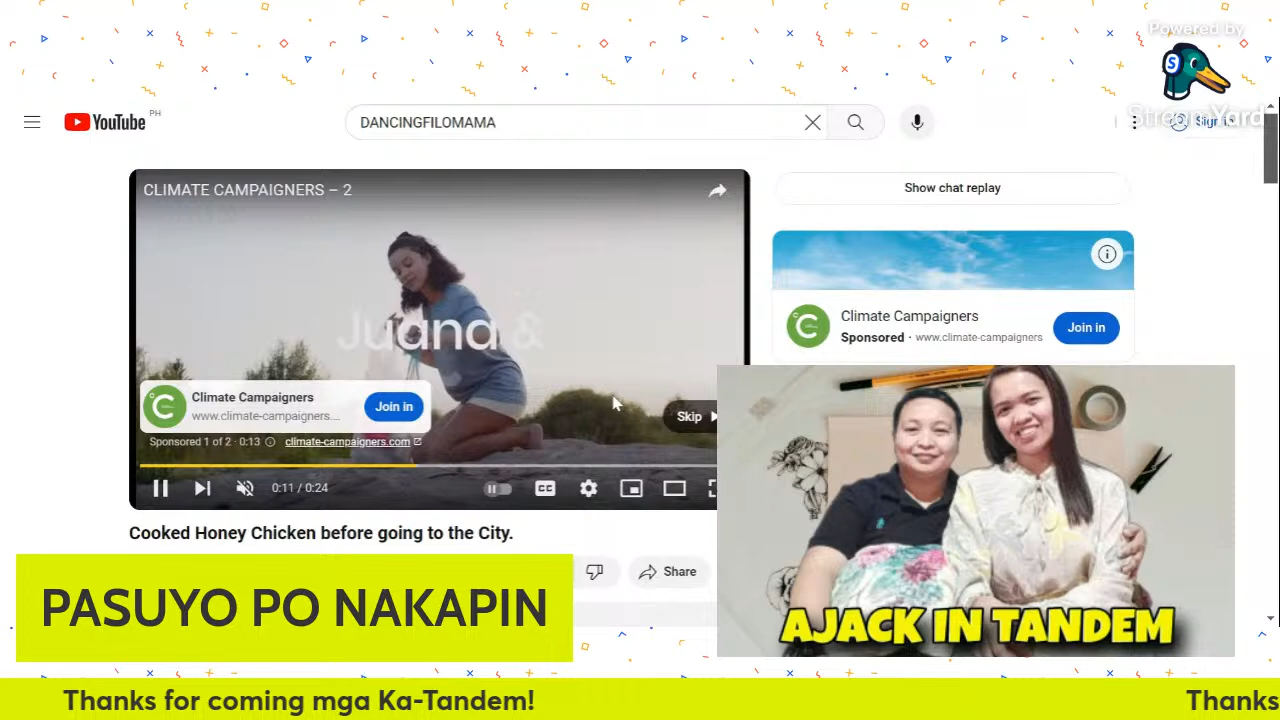 Powered by
StreamYard
YouTube PH
DANCINGFILOMAMA
Sign in
CLIMATE CAMPAIGNERS – 2
Show chat replay
Juana &
Climate Campaigners
Sponsored · www.climate-campaigners
Join in
Climate Campaigners
www.climate-campaigners....
Join in
Skip
Sponsored 1 of 2 · 0:13
climate-campaigners.com
0:11 / 0:24
CC
Cooked Honey Chicken before going to the City.
Share
PASUYO PO NAKAPIN
AJACK IN TANDEM
Thanks for coming mga Ka-Tandem!
Thanks